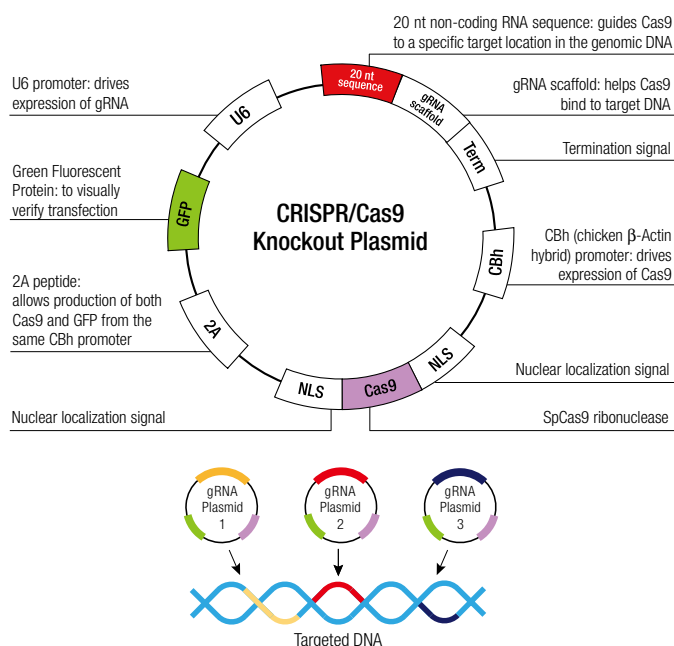 20 nt non-coding RNA sequence: guides Cas9
to a specific target location in the genomic DNA
U6 promoter: drives
expression of gRNA
20 nt
sequence
gRNA
scaffold
gRNA scaffold: helps Cas9
bind to target DNA
U6
Term
Termination signal
Green Fluorescent
Protein: to visually
verify transfection
GFP
CRISPR/Cas9
Knockout Plasmid
CBh
CBh (chicken β-Actin
hybrid) promoter: drives
expression of Cas9
2A peptide:
allows production of both
Cas9 and GFP from the
same CBh promoter
2A
NLS
Cas9
NLS
Nuclear localization signal
Nuclear localization signal
SpCas9 ribonuclease
gRNA
Plasmid
1
gRNA
Plasmid
2
gRNA
Plasmid
3
Targeted DNA